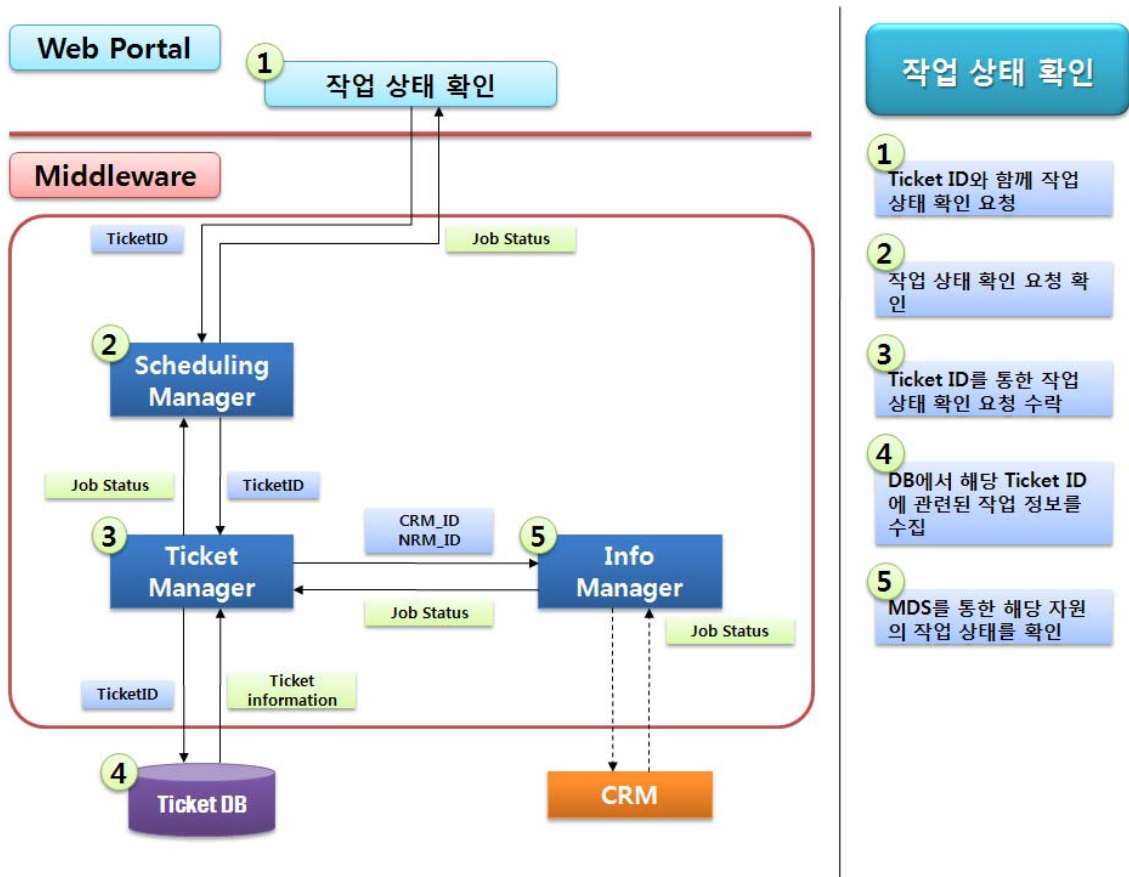 Web Portal
1
작업 상태 확인
Middleware
TicketID
Job Status
2
Scheduling
Manager
Job Status
TicketID
3
Ticket
Manager
CRM_ID
NRM_ID
5
Info
Manager
Job Status
Job Status
TicketID
Ticket
information
4
Ticket DB
CRM
작업 상태 확인
1
Ticket ID와 함께 작업
상태 확인 요청
2
작업 상태 확인 요청 확
인
3
Ticket ID를 통한 작업
상태 확인 요청 수락
4
DB에서 해당 Ticket ID
에 관련된 작업 정보를
수집
5
MDS를 통한 해당 자원
의 작업 상태를 확인